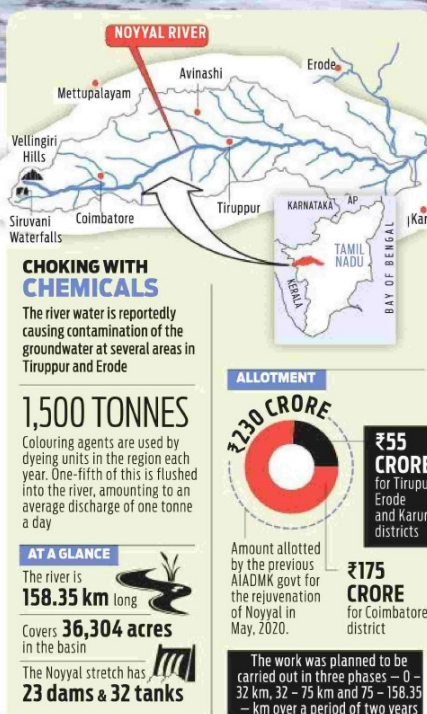 NOYYAL RIVER
Erode
Avinashi
Mettupalayam
Vellingiri
Hills
Siruvani
Waterfalls
Coimbatore
Tiruppur
KARNATAKA
AP
TAMIL
NADU
KERALA
BAY OF BENGAL
CHOKING WITH
CHEMICALS
The river water is reportedly
causing contamination of the
groundwater at several areas in
Tiruppur and Erode
1,500 TONNES
Colouring agents are used by
dyeing units in the region each
year. One-fifth of this is flushed
into the river, amounting to an
average discharge of one tonne
a day
AT A GLANCE
The river is
158.35 km long
Covers 36,304 acres
in the basin
The Noyyal stretch has
23 dams & 32 tanks
ALLOTMENT
₹230 CRORE
₹55
CRORE
for Tirupu
Erode
and Karur
districts
Amount allotted
by the previous
AIADMK govt for
the rejuvenation
of Noyyal in
May, 2020.
₹175
CRORE
for Coimbatore
district
The work was planned to be
carried out in three phases — 0 –
32 km, 32 – 75 km and 75 – 158.35
– km over a period of two years